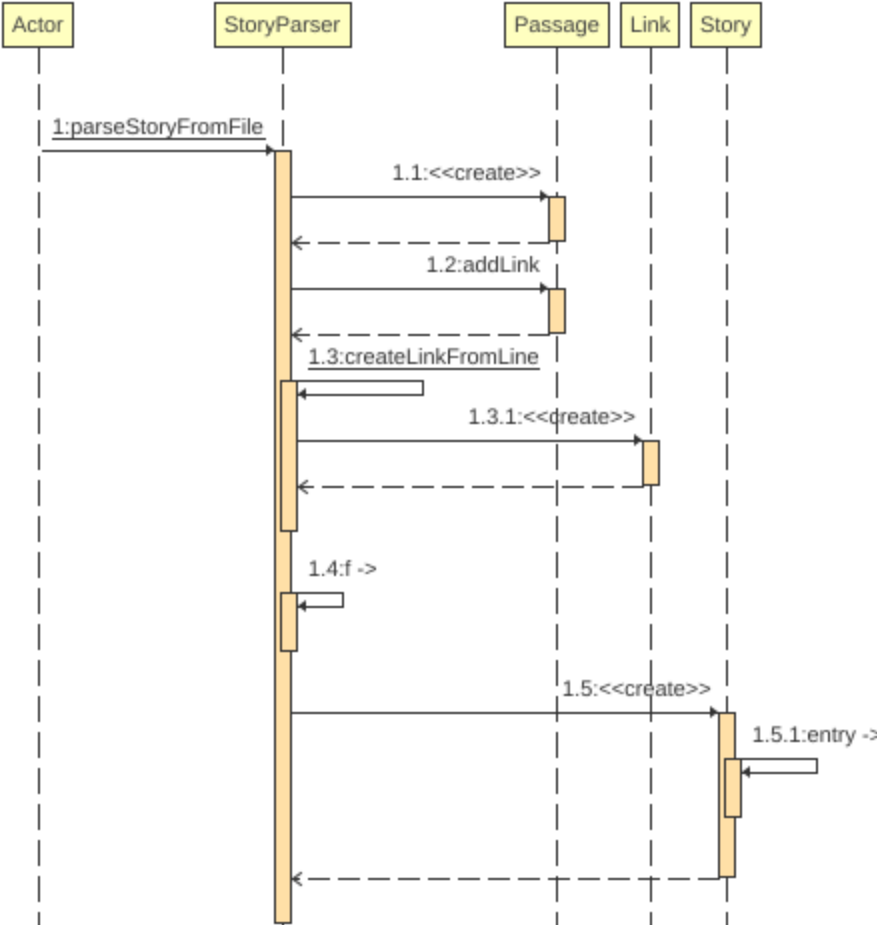 Actor
StoryParser
Passage
Link
Story
1:parseStoryFromFile
1.1:<<create>>
1.2:addLink
1.3:createLinkFromLine
1.3.1:<<create>>
1.4:f ->
1.5:<<create>>
1.5.1:entry ->